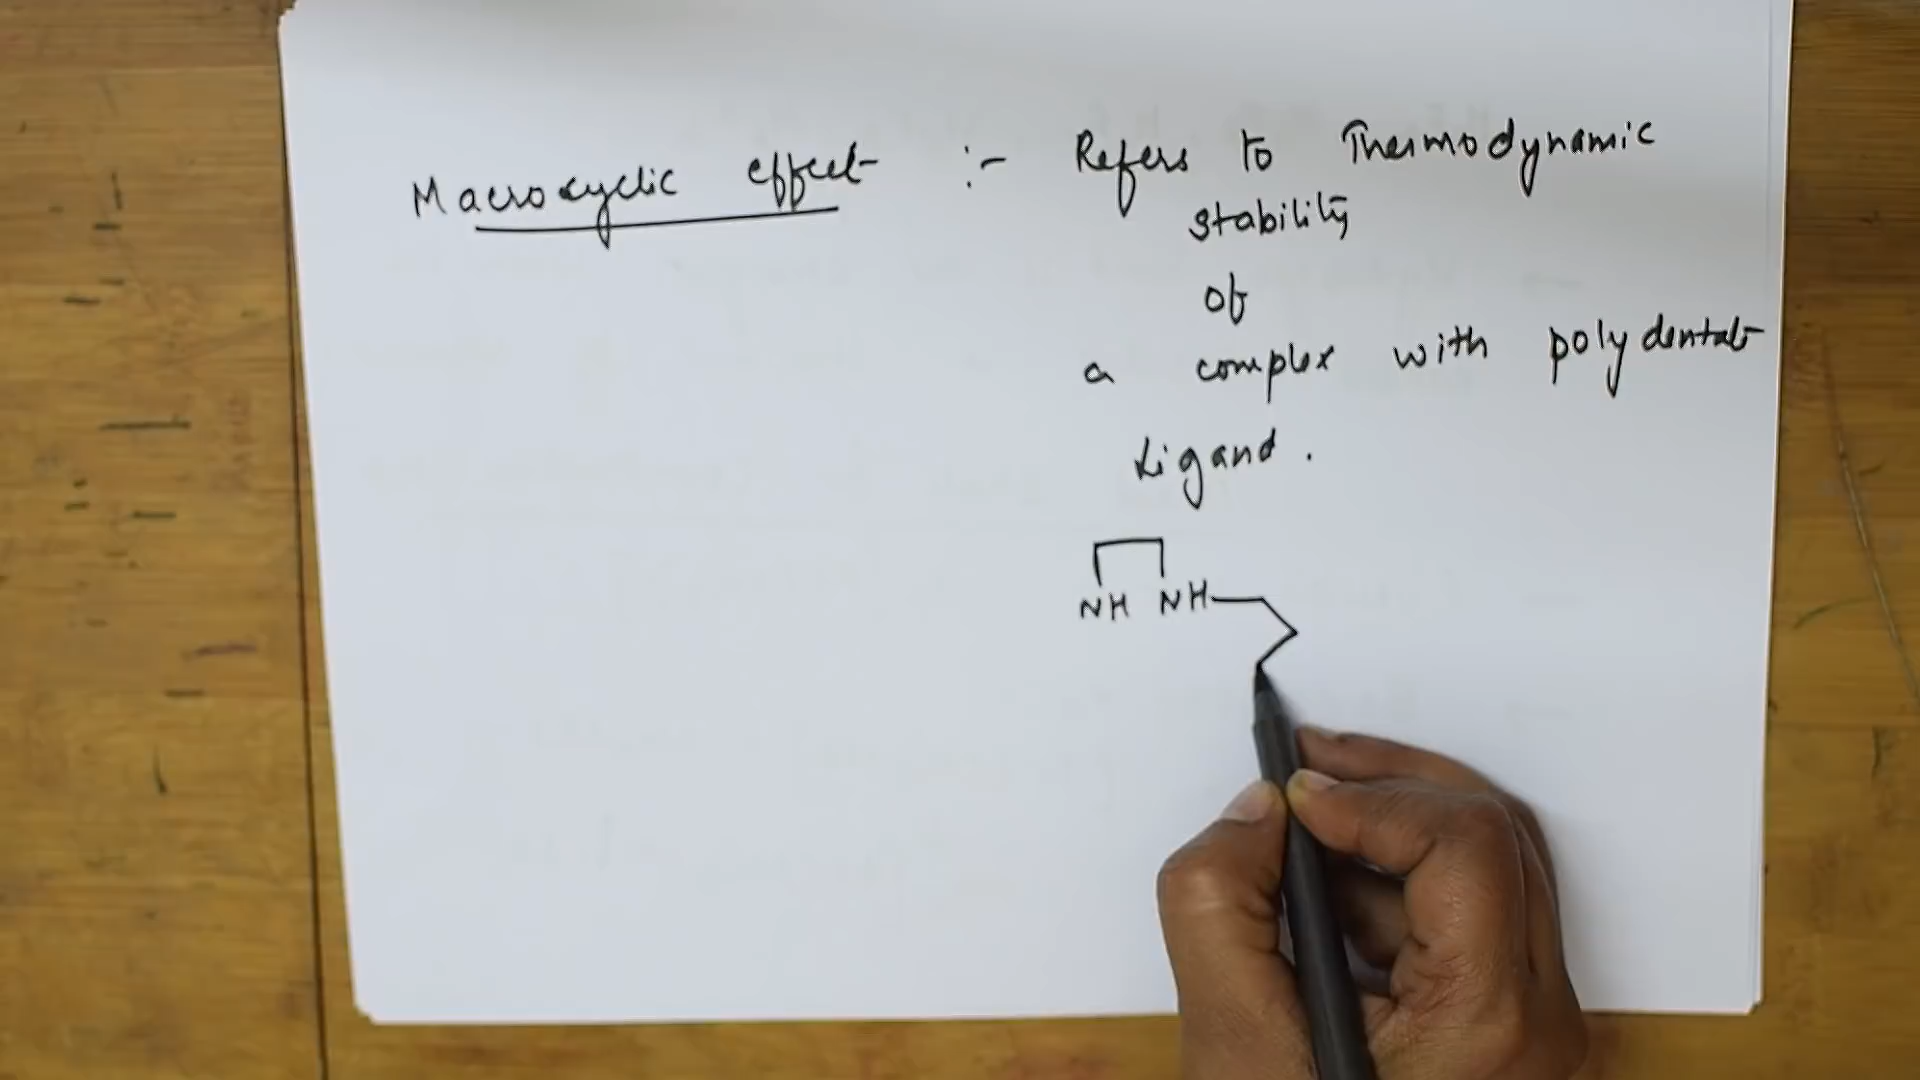 Macrocyclic effect :- Refers to Thermodynamic
stability
of
a complex with polydentate
Ligand.
NH NH